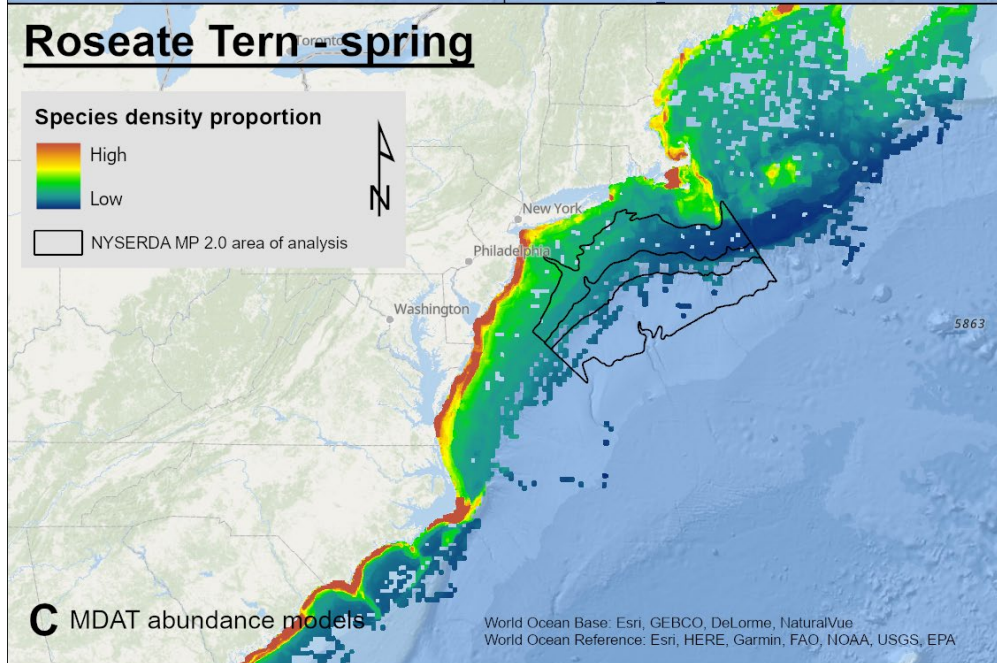 Roseate Tern - spring
Toronto
Species density proportion
High
Low
N
NYSERDA MP 2.0 area of analysis
New York
Philadelphia
Washington
5863
C MDAT abundance models
World Ocean Base: Esri, GEBCO, DeLorme, NaturalVue
World Ocean Reference: Esri, HERE, Garmin, FAO, NOAA, USGS, EPA